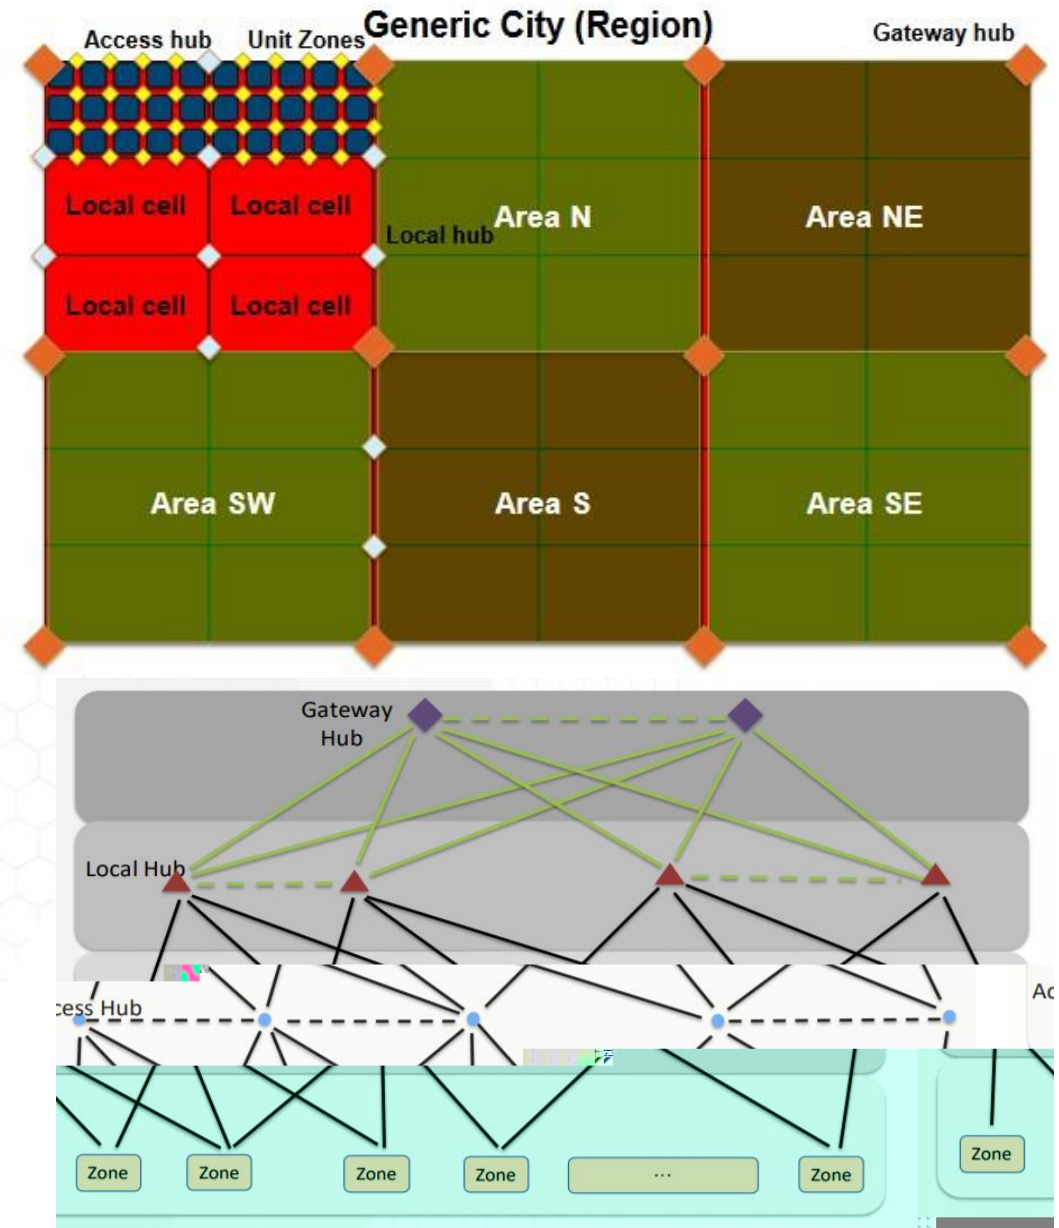 Generic City (Region)
Access hub
Unit Zones
Gateway hub
Local cell
Local cell
Area N
Area NE
Local hub
Local cell
Local cell
Area SW
Area S
Area SE
Gateway
Hub
Local Hub
cess Hub
Ac
Zone
Zone
Zone
Zone
...
Zone
Zone